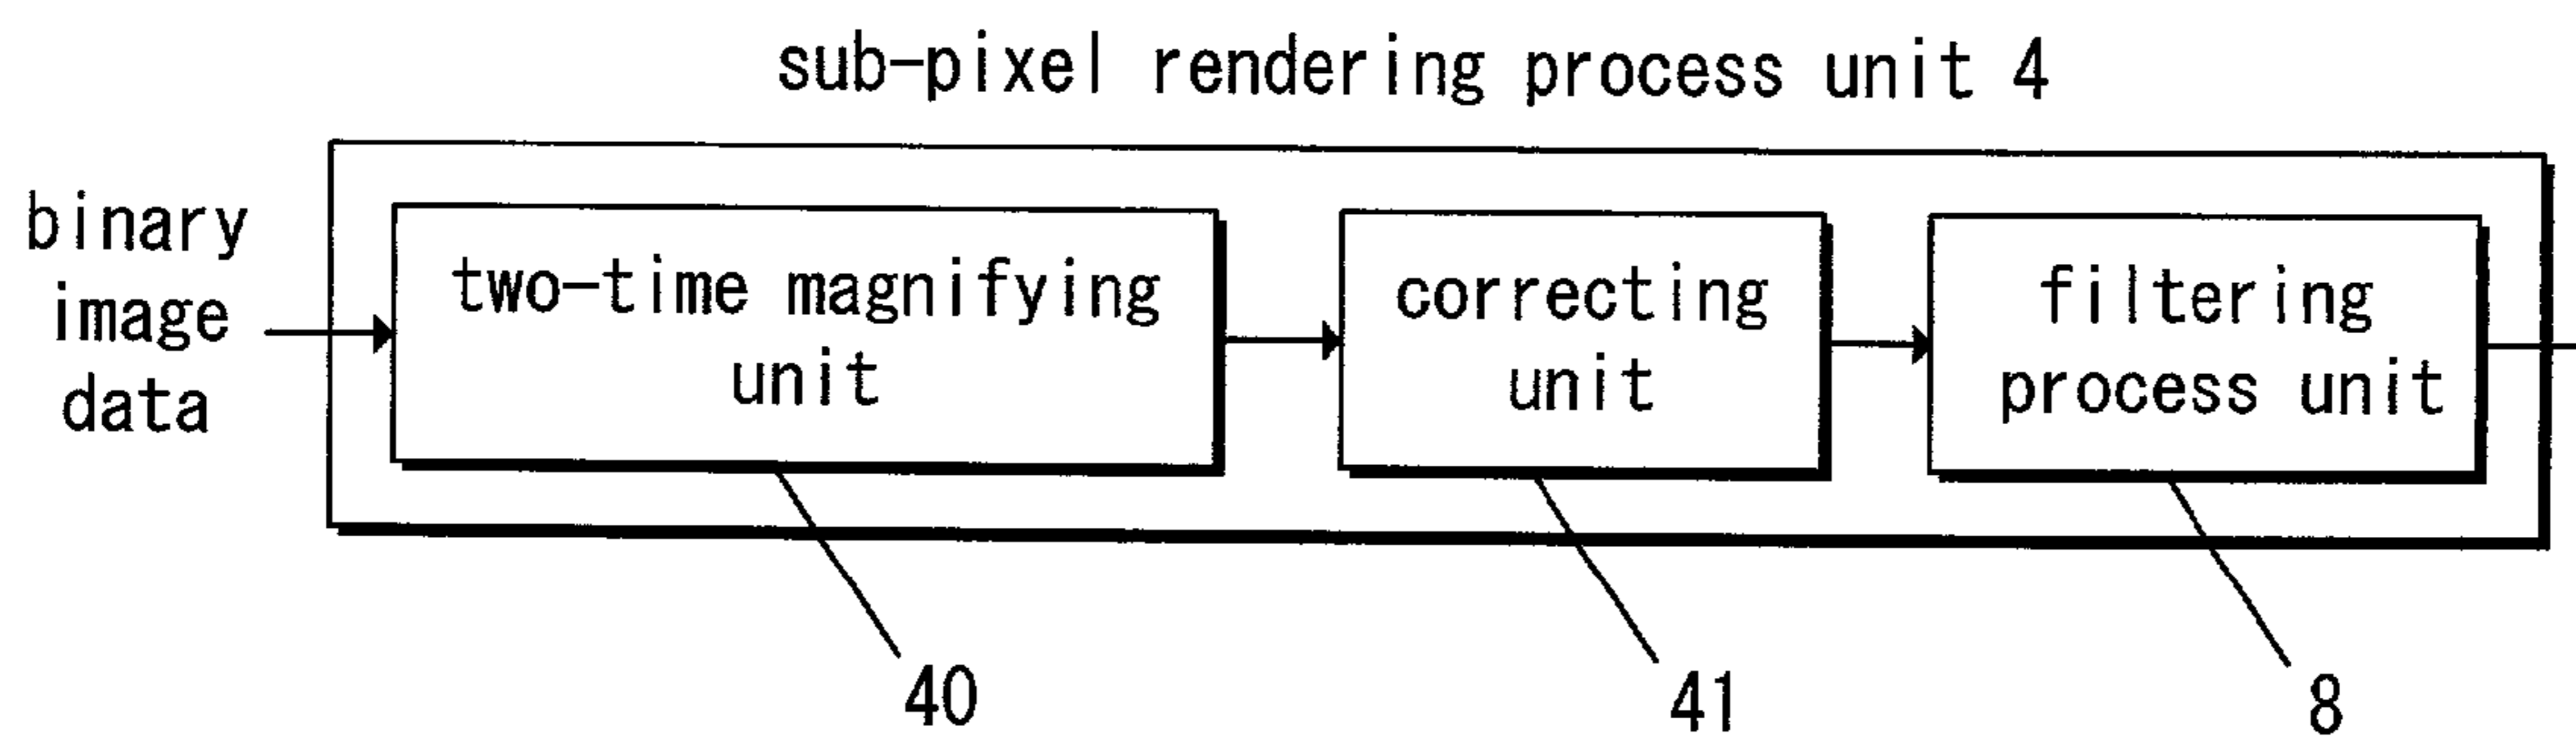 sub-pixel rendering process unit 4
binary
image
data
two-time magnifying
unit
correcting
unit
filtering
process unit
40
41
8